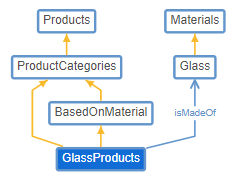 Products
Materials
ProductCategories
Glass
BasedOnMaterial
isMadeOf
GlassProducts